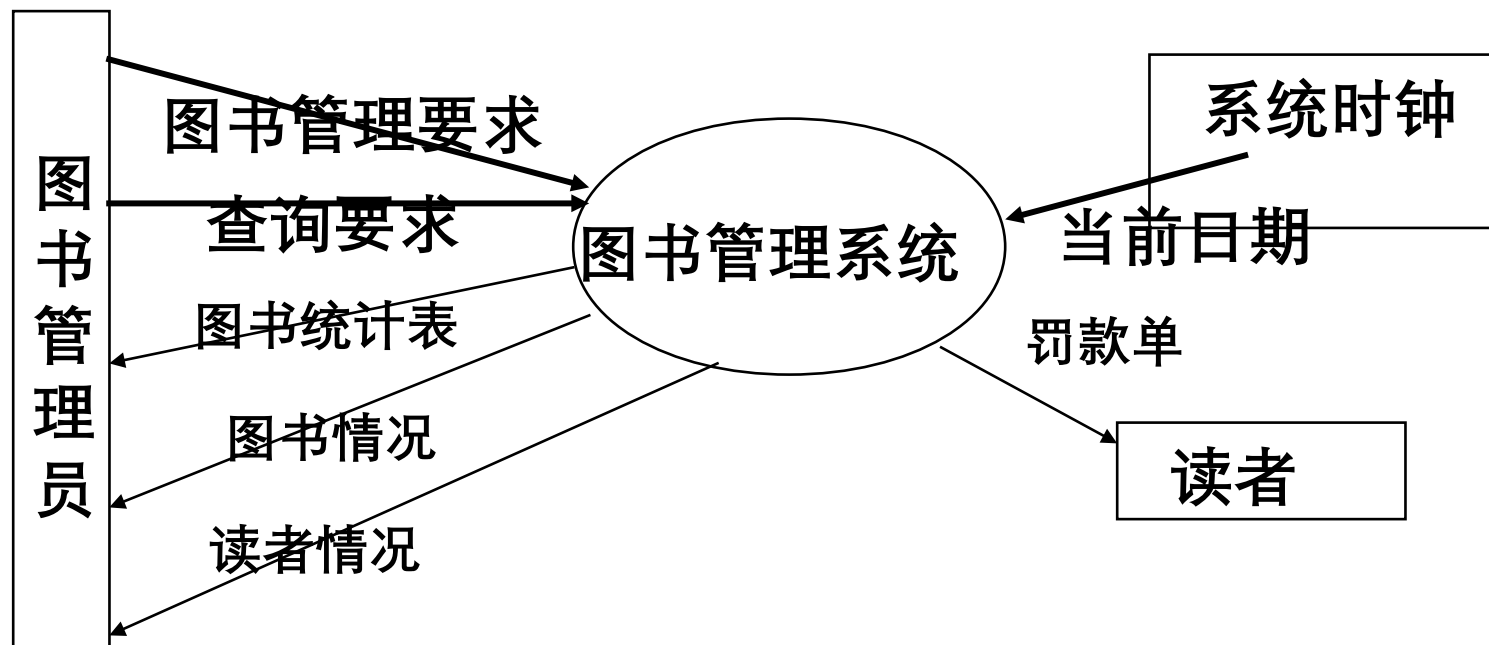 图书管理员
图书管理要求
查询要求
图书统计表
图书情况
读者情况
图书管理系统
系统时钟
当前日期
罚款单
读者